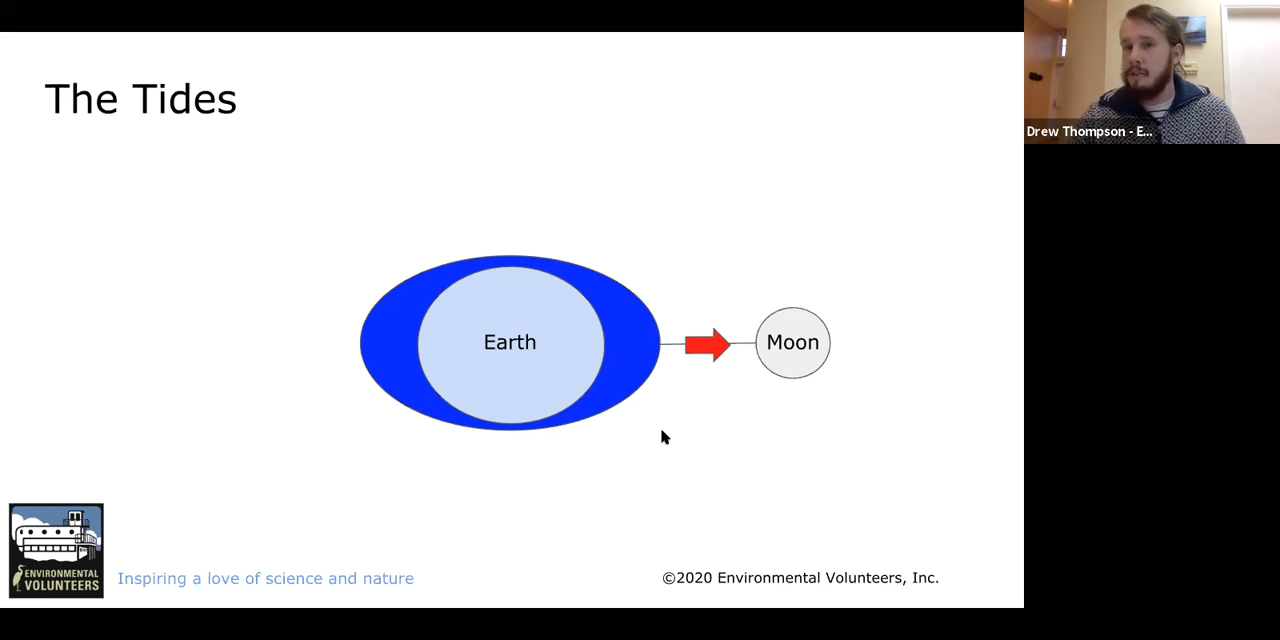 The Tides
Drew Thompson - E...
Earth
Moon
ENVIRONMENTAL
VOLUNTEERS
Inspiring a love of science and nature
©2020 Environmental Volunteers, Inc.